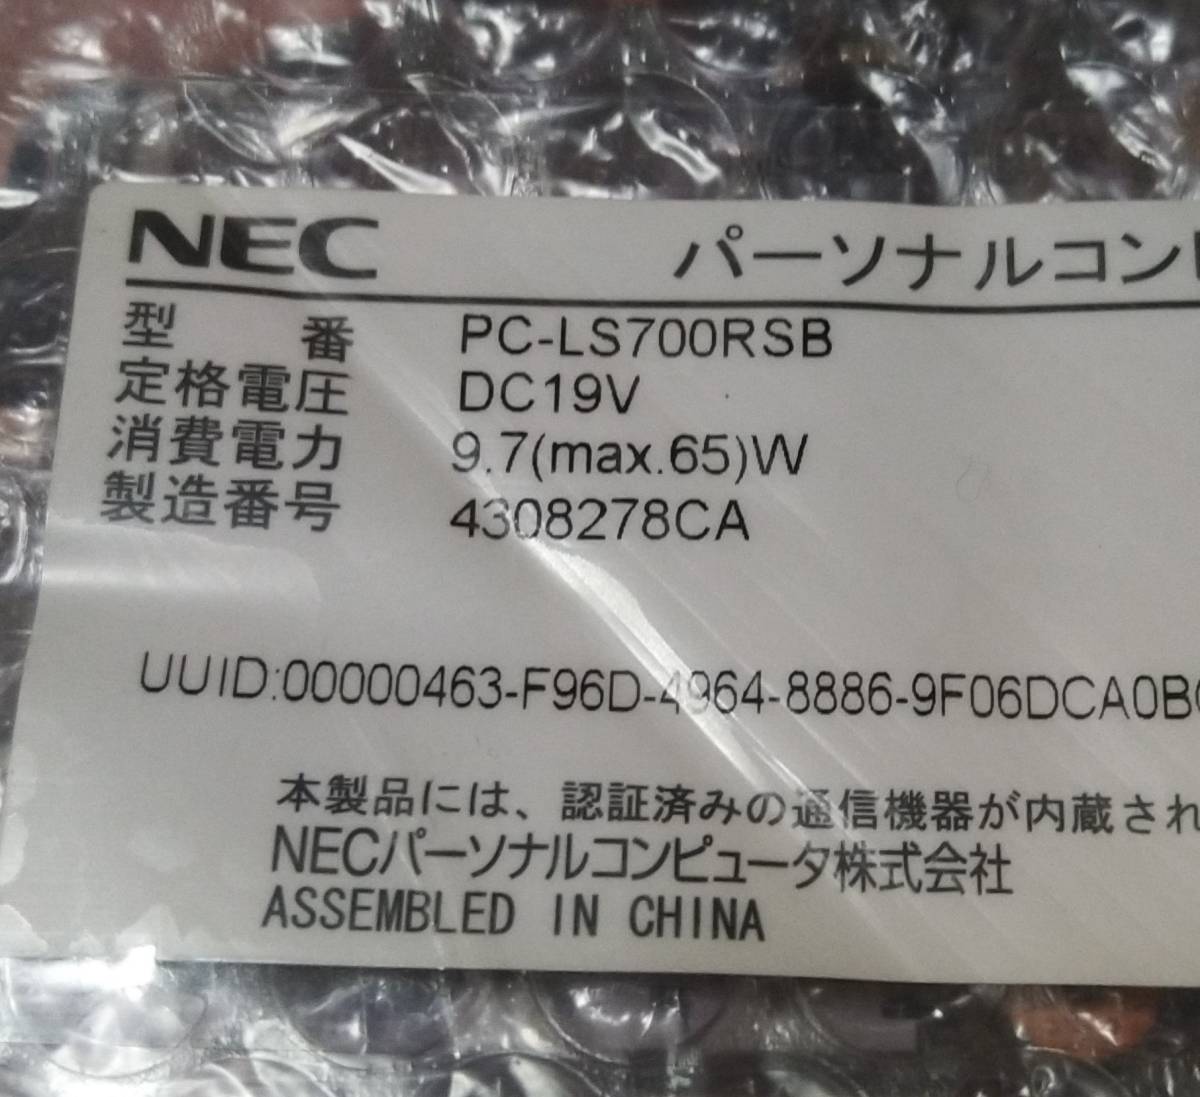 NEC パーソナルコンピ
型番 PC-LS700RSB
定格電圧 DC19V
消費電力 9.7(max.65)W
製造番号 4308278CA
UUID:00000463-F96D-4964-8886-9F06DCA0B
本製品には、認証済みの通信機器が内蔵され
NECパーソナルコンピュータ株式会社
ASSEMBLED IN CHINA